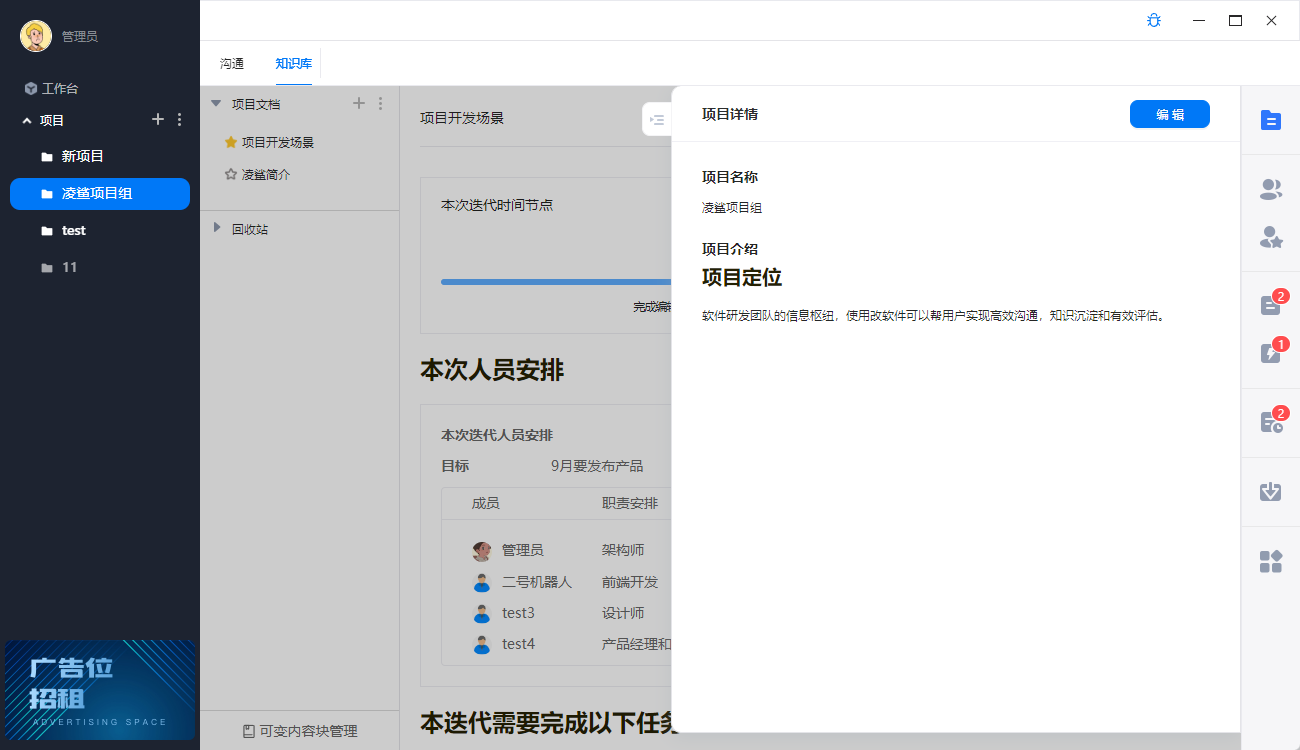 管理员
工作台
项目
新项目
凌鲨项目组
test
11
广告位
招租
ADVERTISING SPACE
沟通
知识库
项目文档
项目开发场景
凌鲨简介
回收站
可变内容块管理
项目开发场景
本次迭代时间节点
完成编
本次人员安排
本次迭代人员安排
目标 9月要发布产品
成员 职责安排
管理员 架构师
二号机器人 前端开发
test3 设计师
test4 产品经理和
本迭代需要完成以下任务
项目详情
编 辑
项目名称
凌鲨项目组
项目介绍
项目定位
软件研发团队的信息枢纽，使用改软件可以帮用户实现高效沟通，知识沉淀和有效评估。
2
1
2